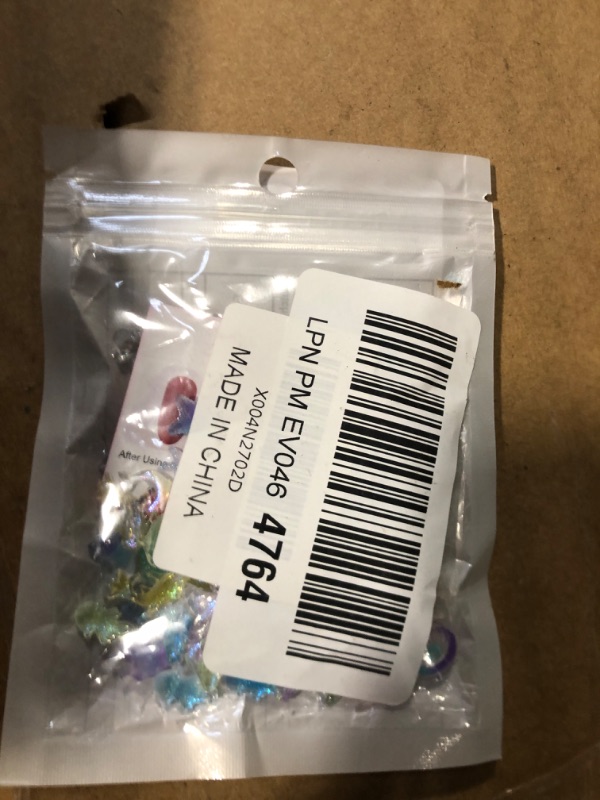 LPN PM EV046 4764
X004N2702D
MADE IN CHINA
After Using